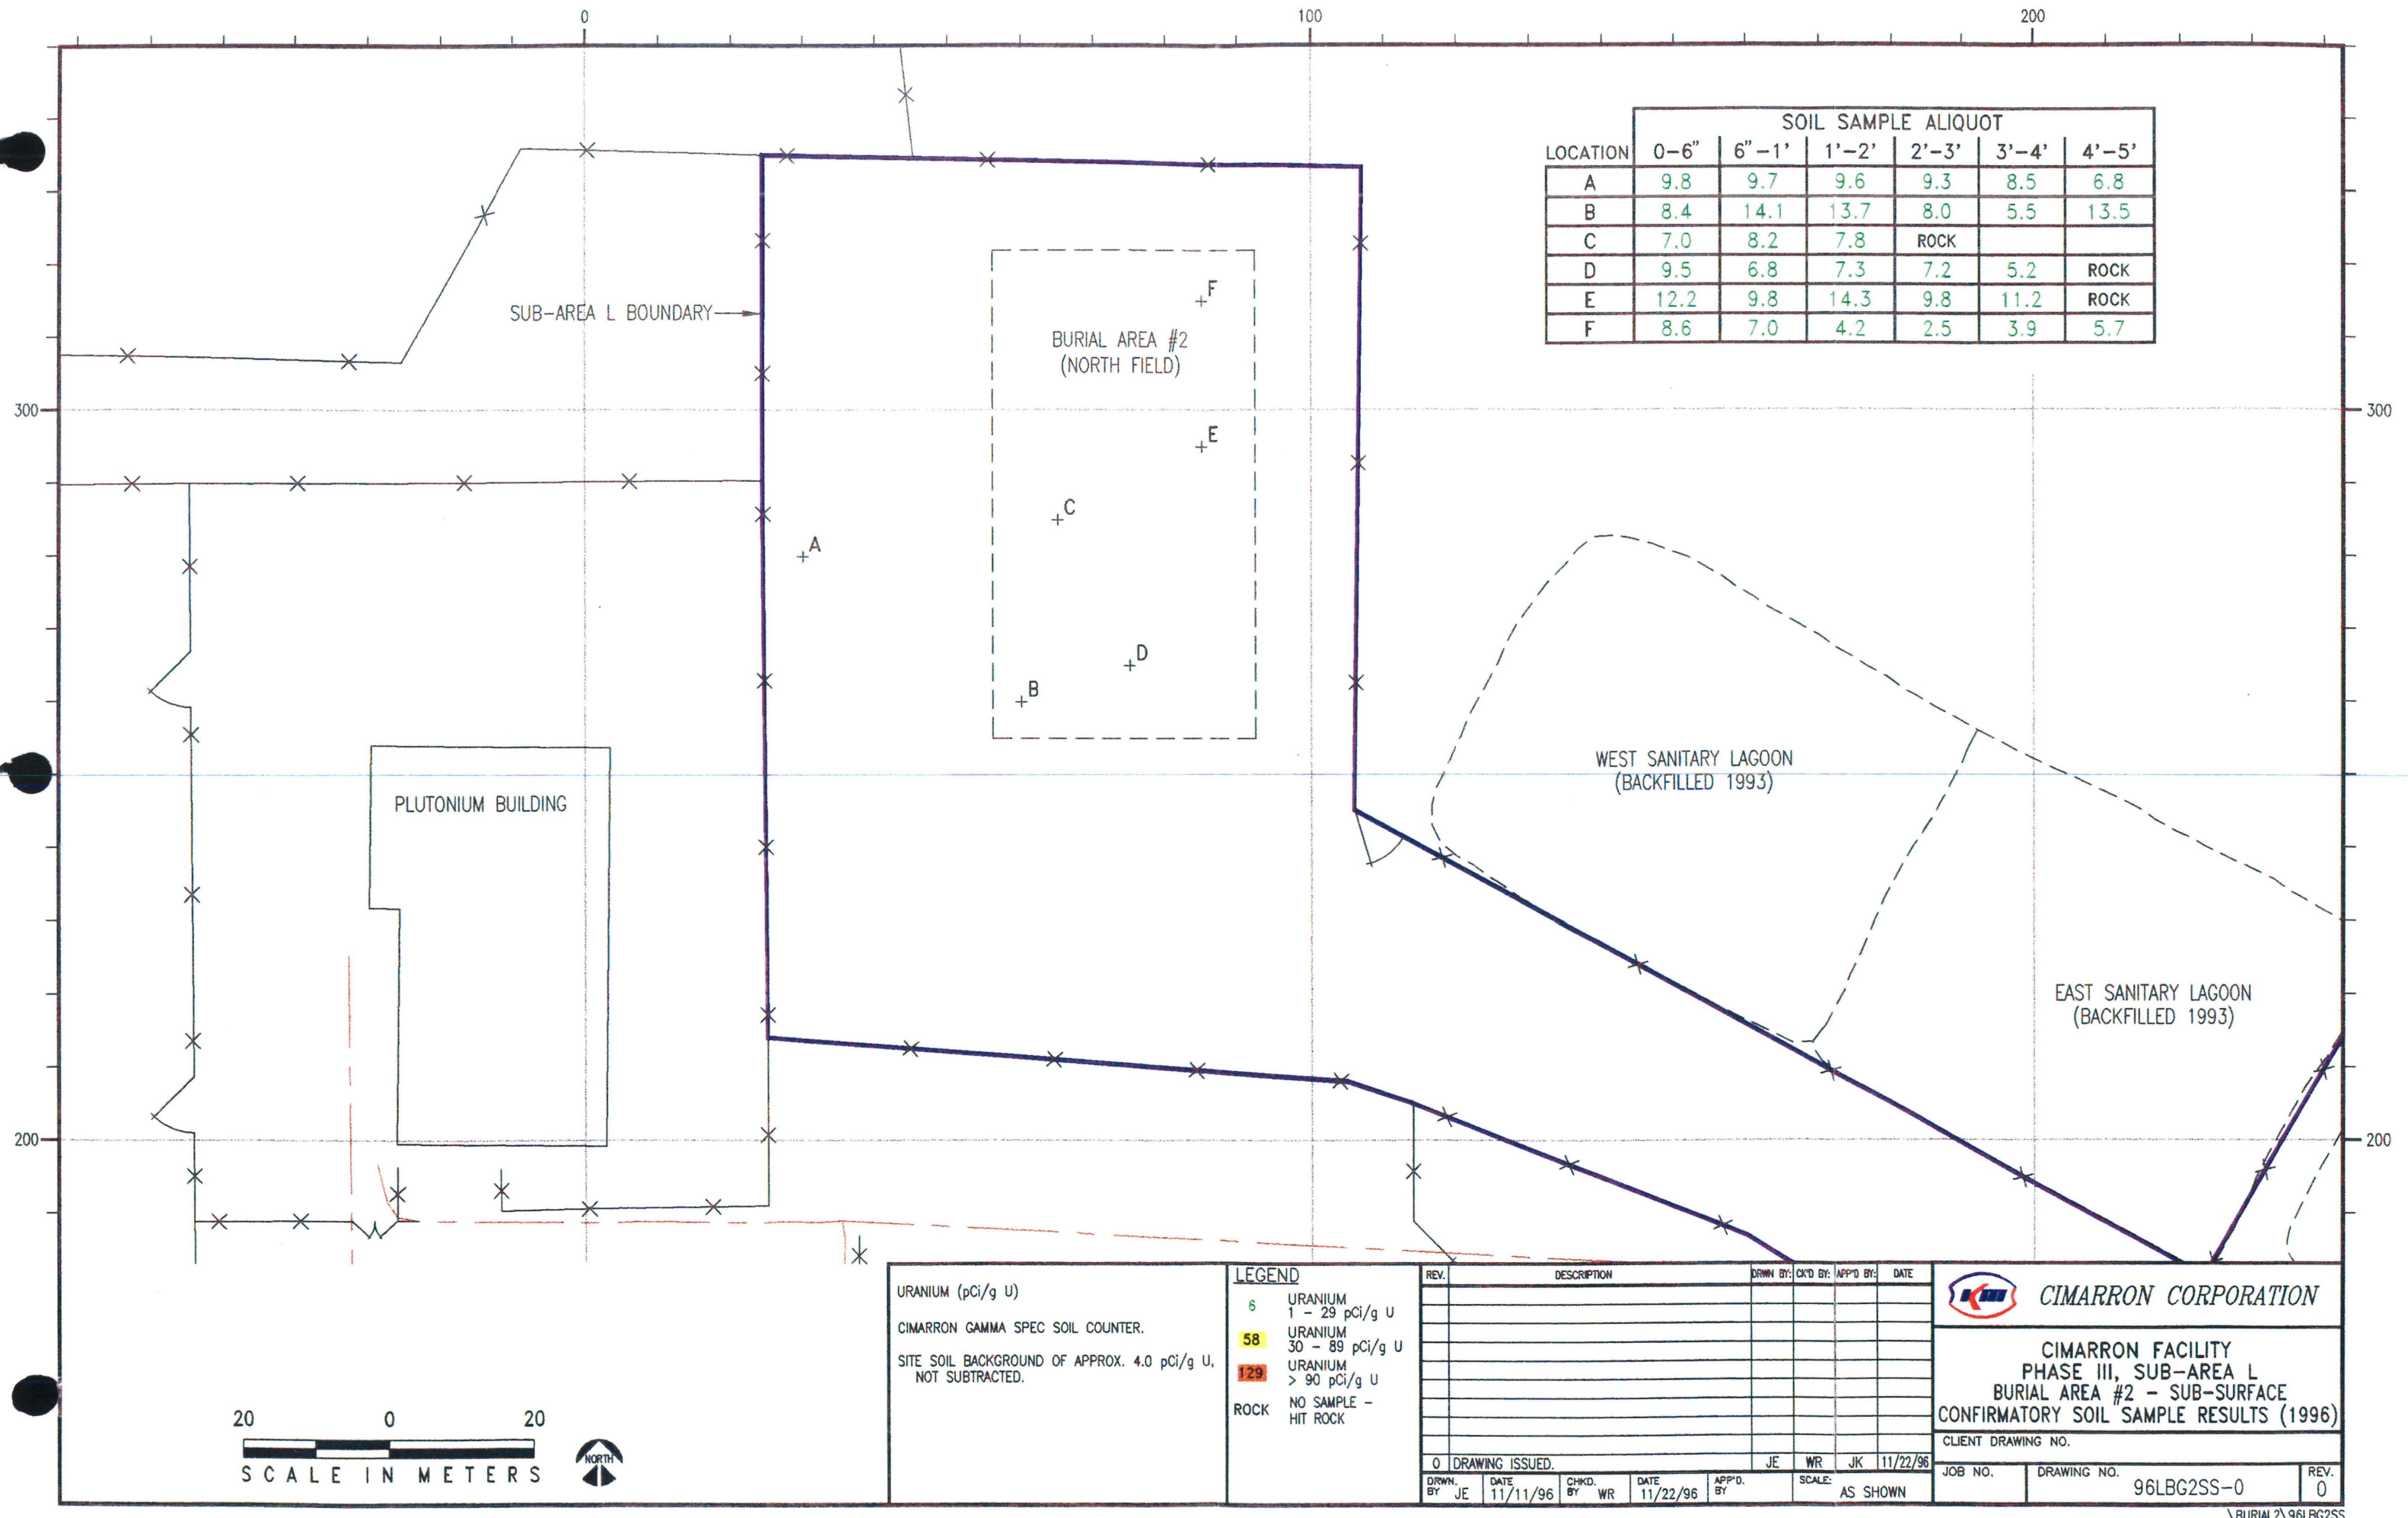 0 100 200
SOIL SAMPLE ALIQUOT
LOCATION 0-6" 6"-1' 1'-2' 2'-3' 3'-4' 4'-5'
A 9.8 9.7 9.6 9.3 8.5 6.8
B 8.4 14.1 13.7 8.0 5.5 13.5
C 7.0 8.2 7.8 ROCK
D 9.5 6.8 7.3 7.2 5.2 ROCK
E 12.2 9.8 14.3 9.8 11.2 ROCK
F 8.6 7.0 4.2 2.5 3.9 5.7
SUB-AREA L BOUNDARY
F
BURIAL AREA #2
(NORTH FIELD)
300 300
E
C
A
D
B
WEST SANITARY LAGOON
(BACKFILLED 1993)
PLUTONIUM BUILDING
EAST SANITARY LAGOON
(BACKFILLED 1993)
200 200
URANIUM (pCi/g U)
CIMARRON GAMMA SPEC SOIL COUNTER.
SITE SOIL BACKGROUND OF APPROX. 4.0 pCi/g U,
NOT SUBTRACTED.
LEGEND
6 URANIUM
1 - 29 pCi/g U
58 URANIUM
30 - 89 pCi/g U
129 URANIUM
> 90 pCi/g U
ROCK NO SAMPLE -
HIT ROCK
REV. DESCRIPTION DRWN BY: CK'D BY: APP'D BY: DATE
0 DRAWING ISSUED. JE WR JK 11/22/96
DRWN. BY JE DATE 11/11/96 CHKD. BY WR DATE 11/22/96 APP'D. BY SCALE: AS SHOWN
KM CIMARRON CORPORATION
CIMARRON FACILITY
PHASE III, SUB-AREA L
BURIAL AREA #2 - SUB-SURFACE
CONFIRMATORY SOIL SAMPLE RESULTS (1996)
CLIENT DRAWING NO.
JOB NO. DRAWING NO. 96LBG2SS-0 REV. 0
20 0 20
SCALE IN METERS
NORTH
\BURIAL2\96LBG2SS